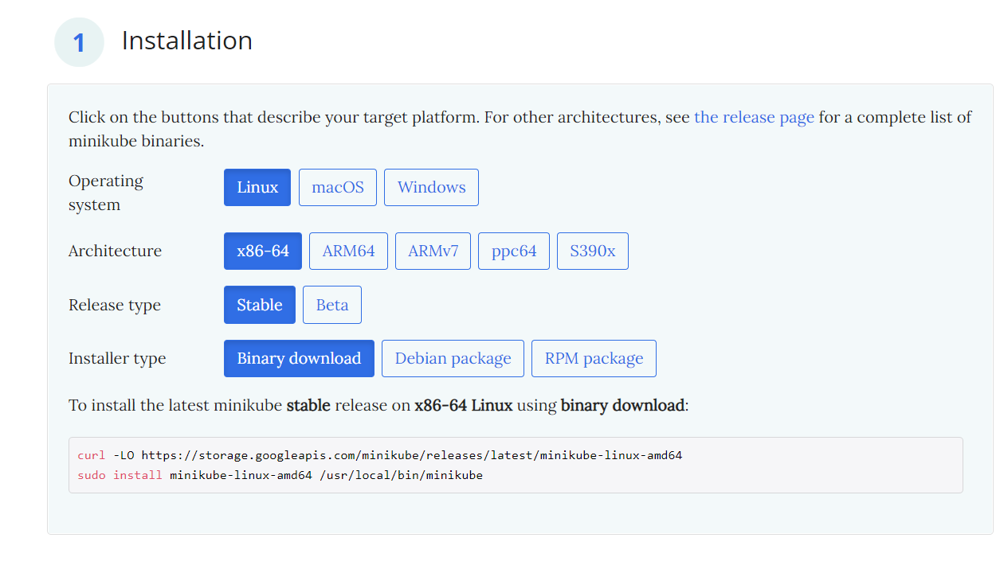 1 Installation
Click on the buttons that describe your target platform. For other architectures, see the release page for a complete list of
minikube binaries.
Operating
system
Linux macOS Windows
Architecture x86-64 ARM64 ARMv7 ppc64 S390x
Release type Stable Beta
Installer type Binary download Debian package RPM package
To install the latest minikube stable release on x86-64 Linux using binary download:
curl -LO https://storage.googleapis.com/minikube/releases/latest/minikube-linux-amd64
sudo install minikube-linux-amd64 /usr/local/bin/minikube